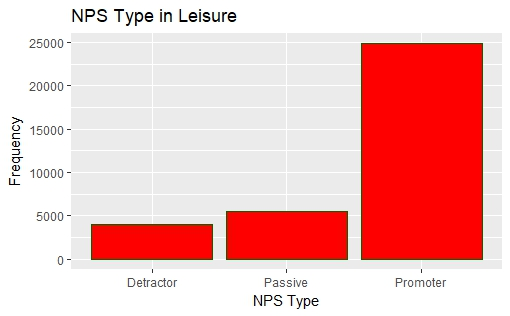 NPS Type in Leisure
Frequency
25000
20000
15000
10000
5000
0
Detractor Passive Promoter
NPS Type